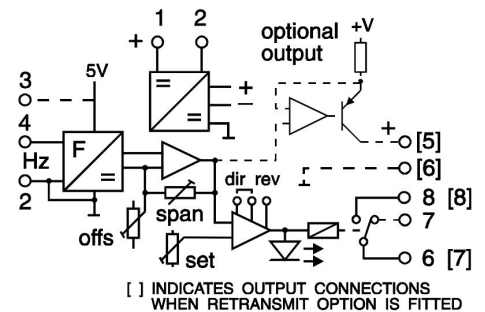 1 2
optional +V
output
+
3 5V
= +
= –
4
F
Hz
=
+ [5]
[6]
2
dir rev
span
8 [8]
offs
7
set
6 [7]
[ ] INDICATES OUTPUT CONNECTIONS
WHEN RETRANSMIT OPTION IS FITTED